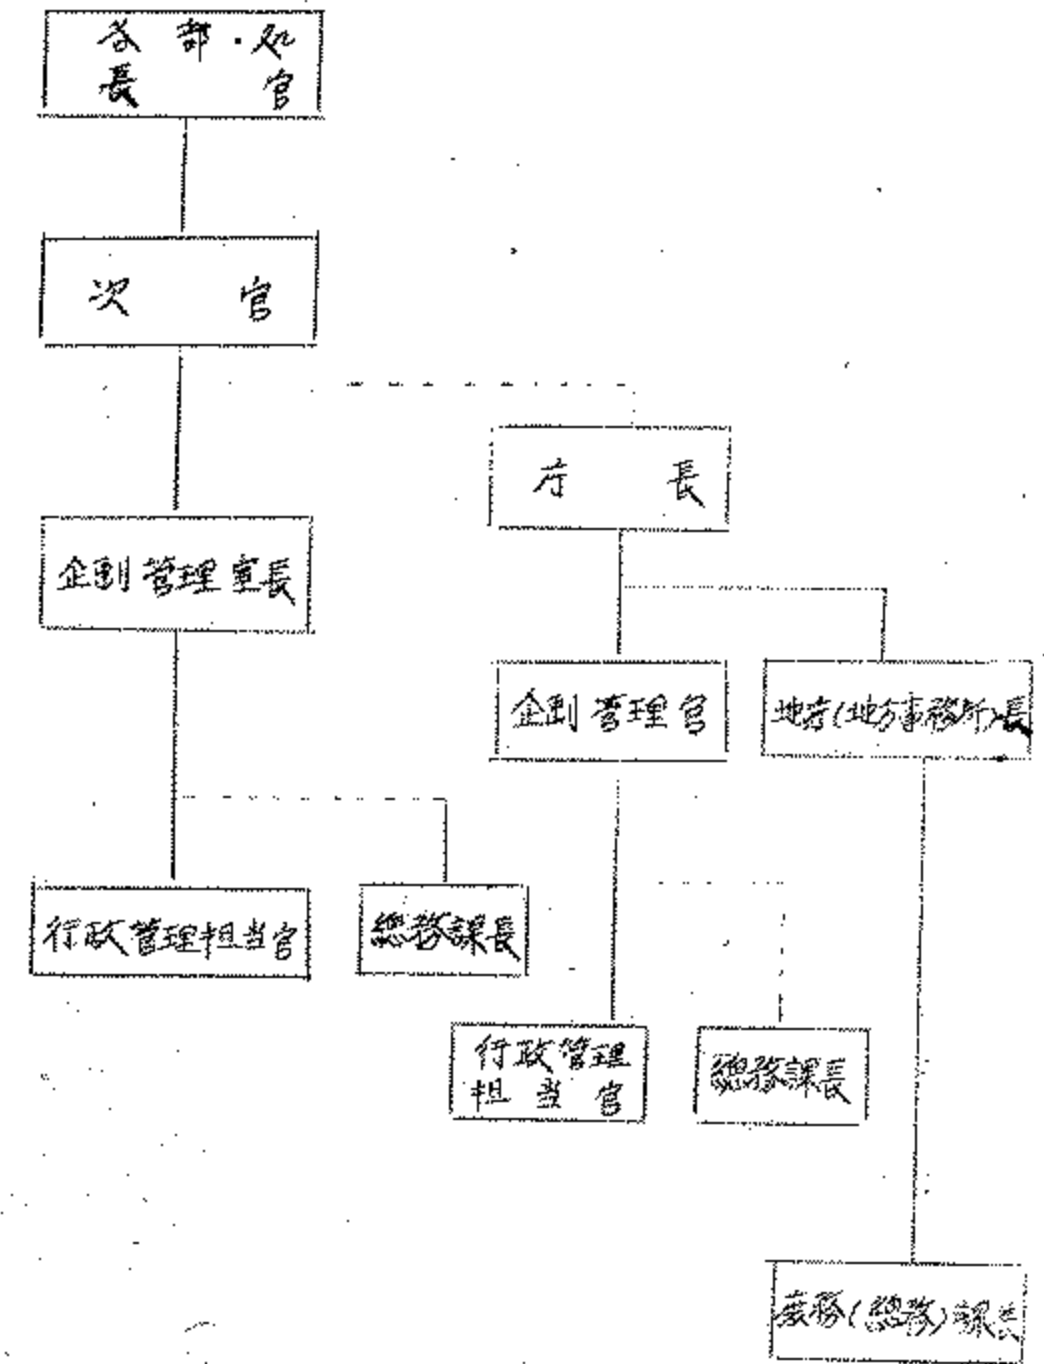 各部·処
長官
次官
庁長
企劃管理室長
企劃管理官
地方(地方事務所)長
行政管理担当官
總務課長
行政管理
担当官
總務課長
庶務(總務)課長